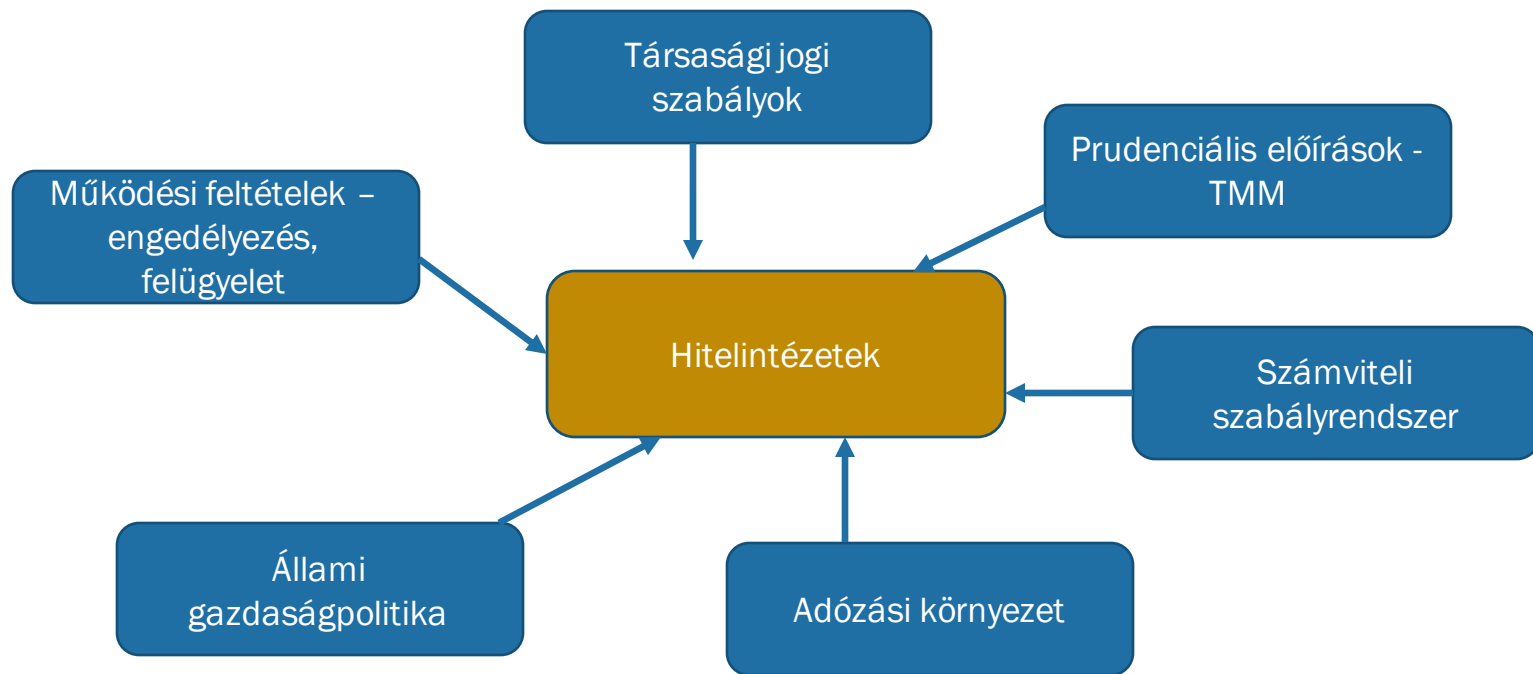 Társasági jogi
szabályok
Prudenciális előírások -
TMM
Működési feltételek –
engedélyezés,
felügyelet
Hitelintézetek
Számviteli
szabályrendszer
Állami
gazdaságpolitika
Adózási környezet